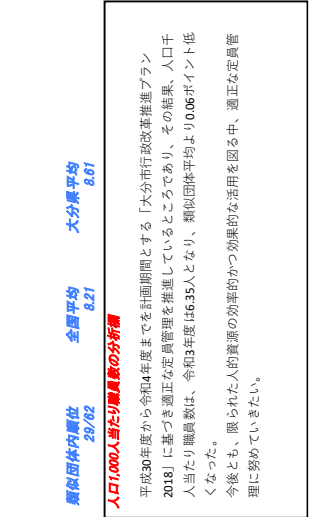 類似団体内順位 全国平均 大分県平均
29/62 8.21 8.61
人口1,000人当たり職員数の分析欄
平成30年度から令和4年度までを計画期間とする「大分市行政改革推進プラン
2018」に基づき適正な定員管理を推進しているところであり、その結果、人口千
人当たり職員数は、令和3年度は6.35人となり、類似団体平均より0.06ポイント低
くなった。
今後とも、限られた人的資源の効率的かつ効果的な活用を図る中、適正な定員管
理に努めていきたい。